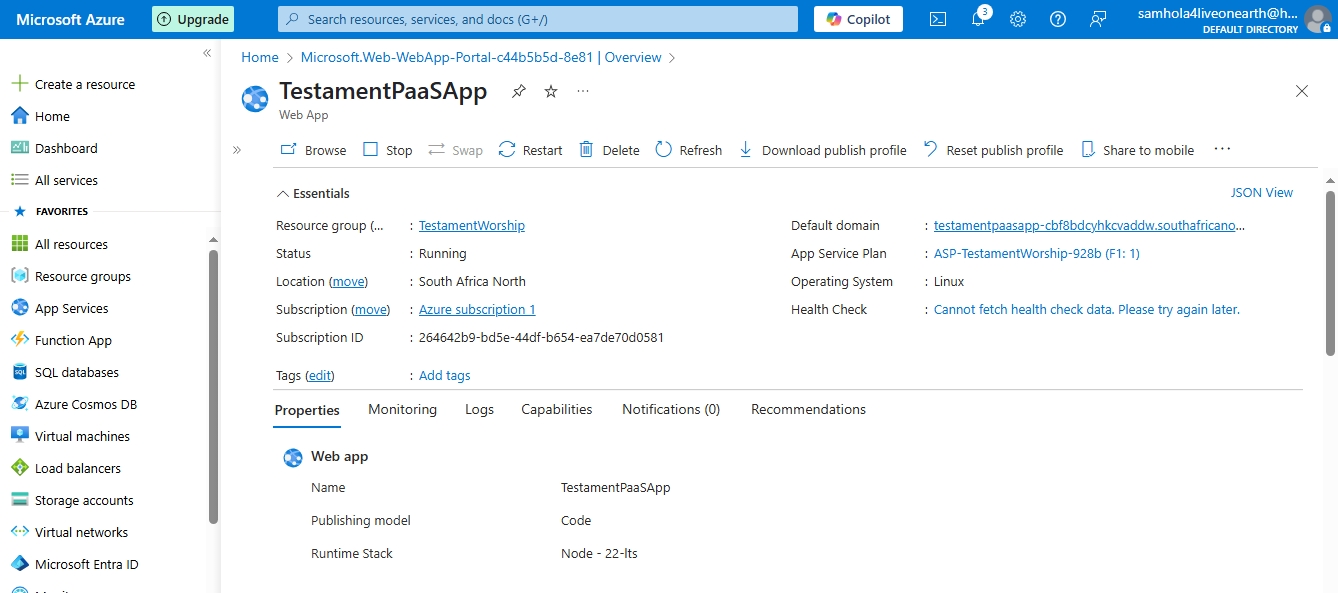 Microsoft Azure Upgrade Search resources, services, and docs (G+/) Copilot 3 samhola4liveonearth@h...
DEFAULT DIRECTORY
Home > Microsoft.Web-WebApp-Portal-c44b5b5d-8e81 | Overview >
Create a resource
Home
Dashboard
All services
FAVORITES
All resources
Resource groups
App Services
Function App
SQL databases
Azure Cosmos DB
Virtual machines
Load balancers
Storage accounts
Virtual networks
Microsoft Entra ID
TestamentPaaSApp
Web App
Browse Stop Swap Restart Delete Refresh Download publish profile Reset publish profile Share to mobile ...
Essentials JSON View
Resource group (... : TestamentWorship
Status : Running
Location (move) : South Africa North
Subscription (move) : Azure subscription 1
Subscription ID : 264642b9-bd5e-44df-b654-ea7de70d0581
Default domain : testamentpaasapp-cbf8bdcyhkcvaddw.southafricano...
App Service Plan : ASP-TestamentWorship-928b (F1: 1)
Operating System : Linux
Health Check : Cannot fetch health check data. Please try again later.
Tags (edit) : Add tags
Properties Monitoring Logs Capabilities Notifications (0) Recommendations
Web app
Name TestamentPaaSApp
Publishing model Code
Runtime Stack Node - 22-lts